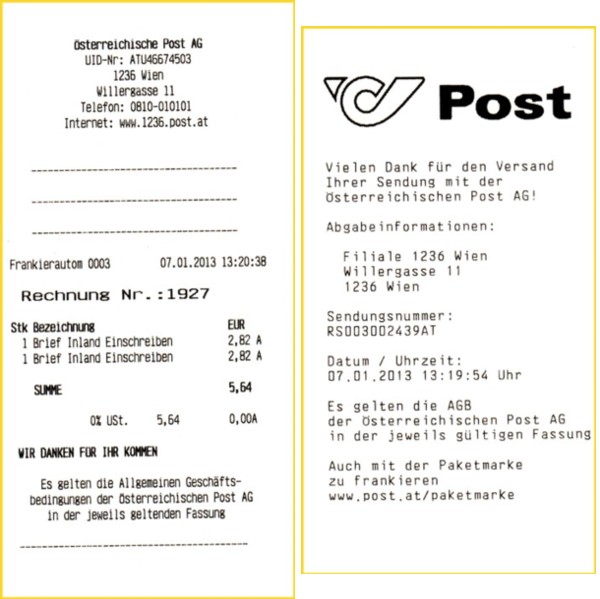 Österreichische Post AG
UID-Nr: ATU46674503
1236 Wien
Willergasse 11
Telefon: 0810-010101
Internet: www.1236.post.at
Frankierautom 0003 07.01.2013 13:20:38
Rechnung Nr.:1927
Stk Bezeichnung EUR
1 Brief Inland Einschreiben 2,82 A
1 Brief Inland Einschreiben 2,82 A
SUMME 5,64
0% USt. 5,64 0,00A
WIR DANKEN FÜR IHR KOMMEN
Es gelten die Allgemeinen Geschäfts-
bedingungen der Österreichischen Post AG
in der jeweils geltenden Fassung
Post
Vielen Dank für den Versand
Ihrer Sendung mit der
Österreichischen Post AG!
Abgabeinformationen:
Filiale 1236 Wien
Willergasse 11
1236 Wien
Sendungsnummer:
RS003002439AT
Datum / Uhrzeit:
07.01.2013 13:19:54 Uhr
Es gelten die AGB
der Österreichischen Post AG
in der jeweils gültigen Fassung
Auch mit der Paketmarke
zu frankieren
www.post.at/paketmarke